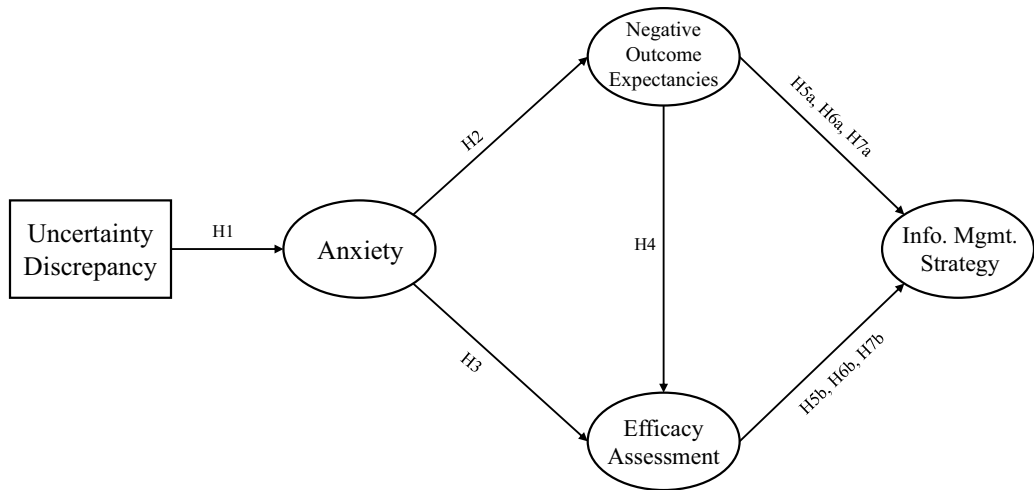 Negative
Outcome
Expectancies
H5a, H6a, H7a
H2
Uncertainty
Discrepancy
H1
Anxiety
H4
Info. Mgmt.
Strategy
H3
H5b, H6b, H7b
Efficacy
Assessment